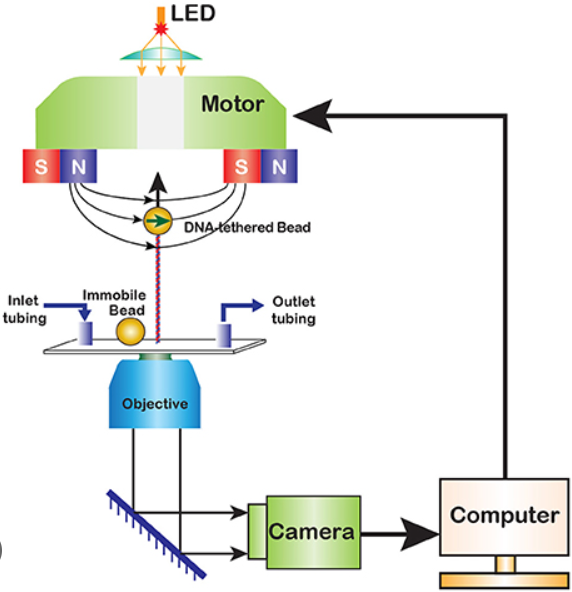 LED
Motor
S N
S N
DNA-tethered Bead
Immobile
Bead
Inlet
tubing
Outlet
tubing
Objective
Camera
Computer